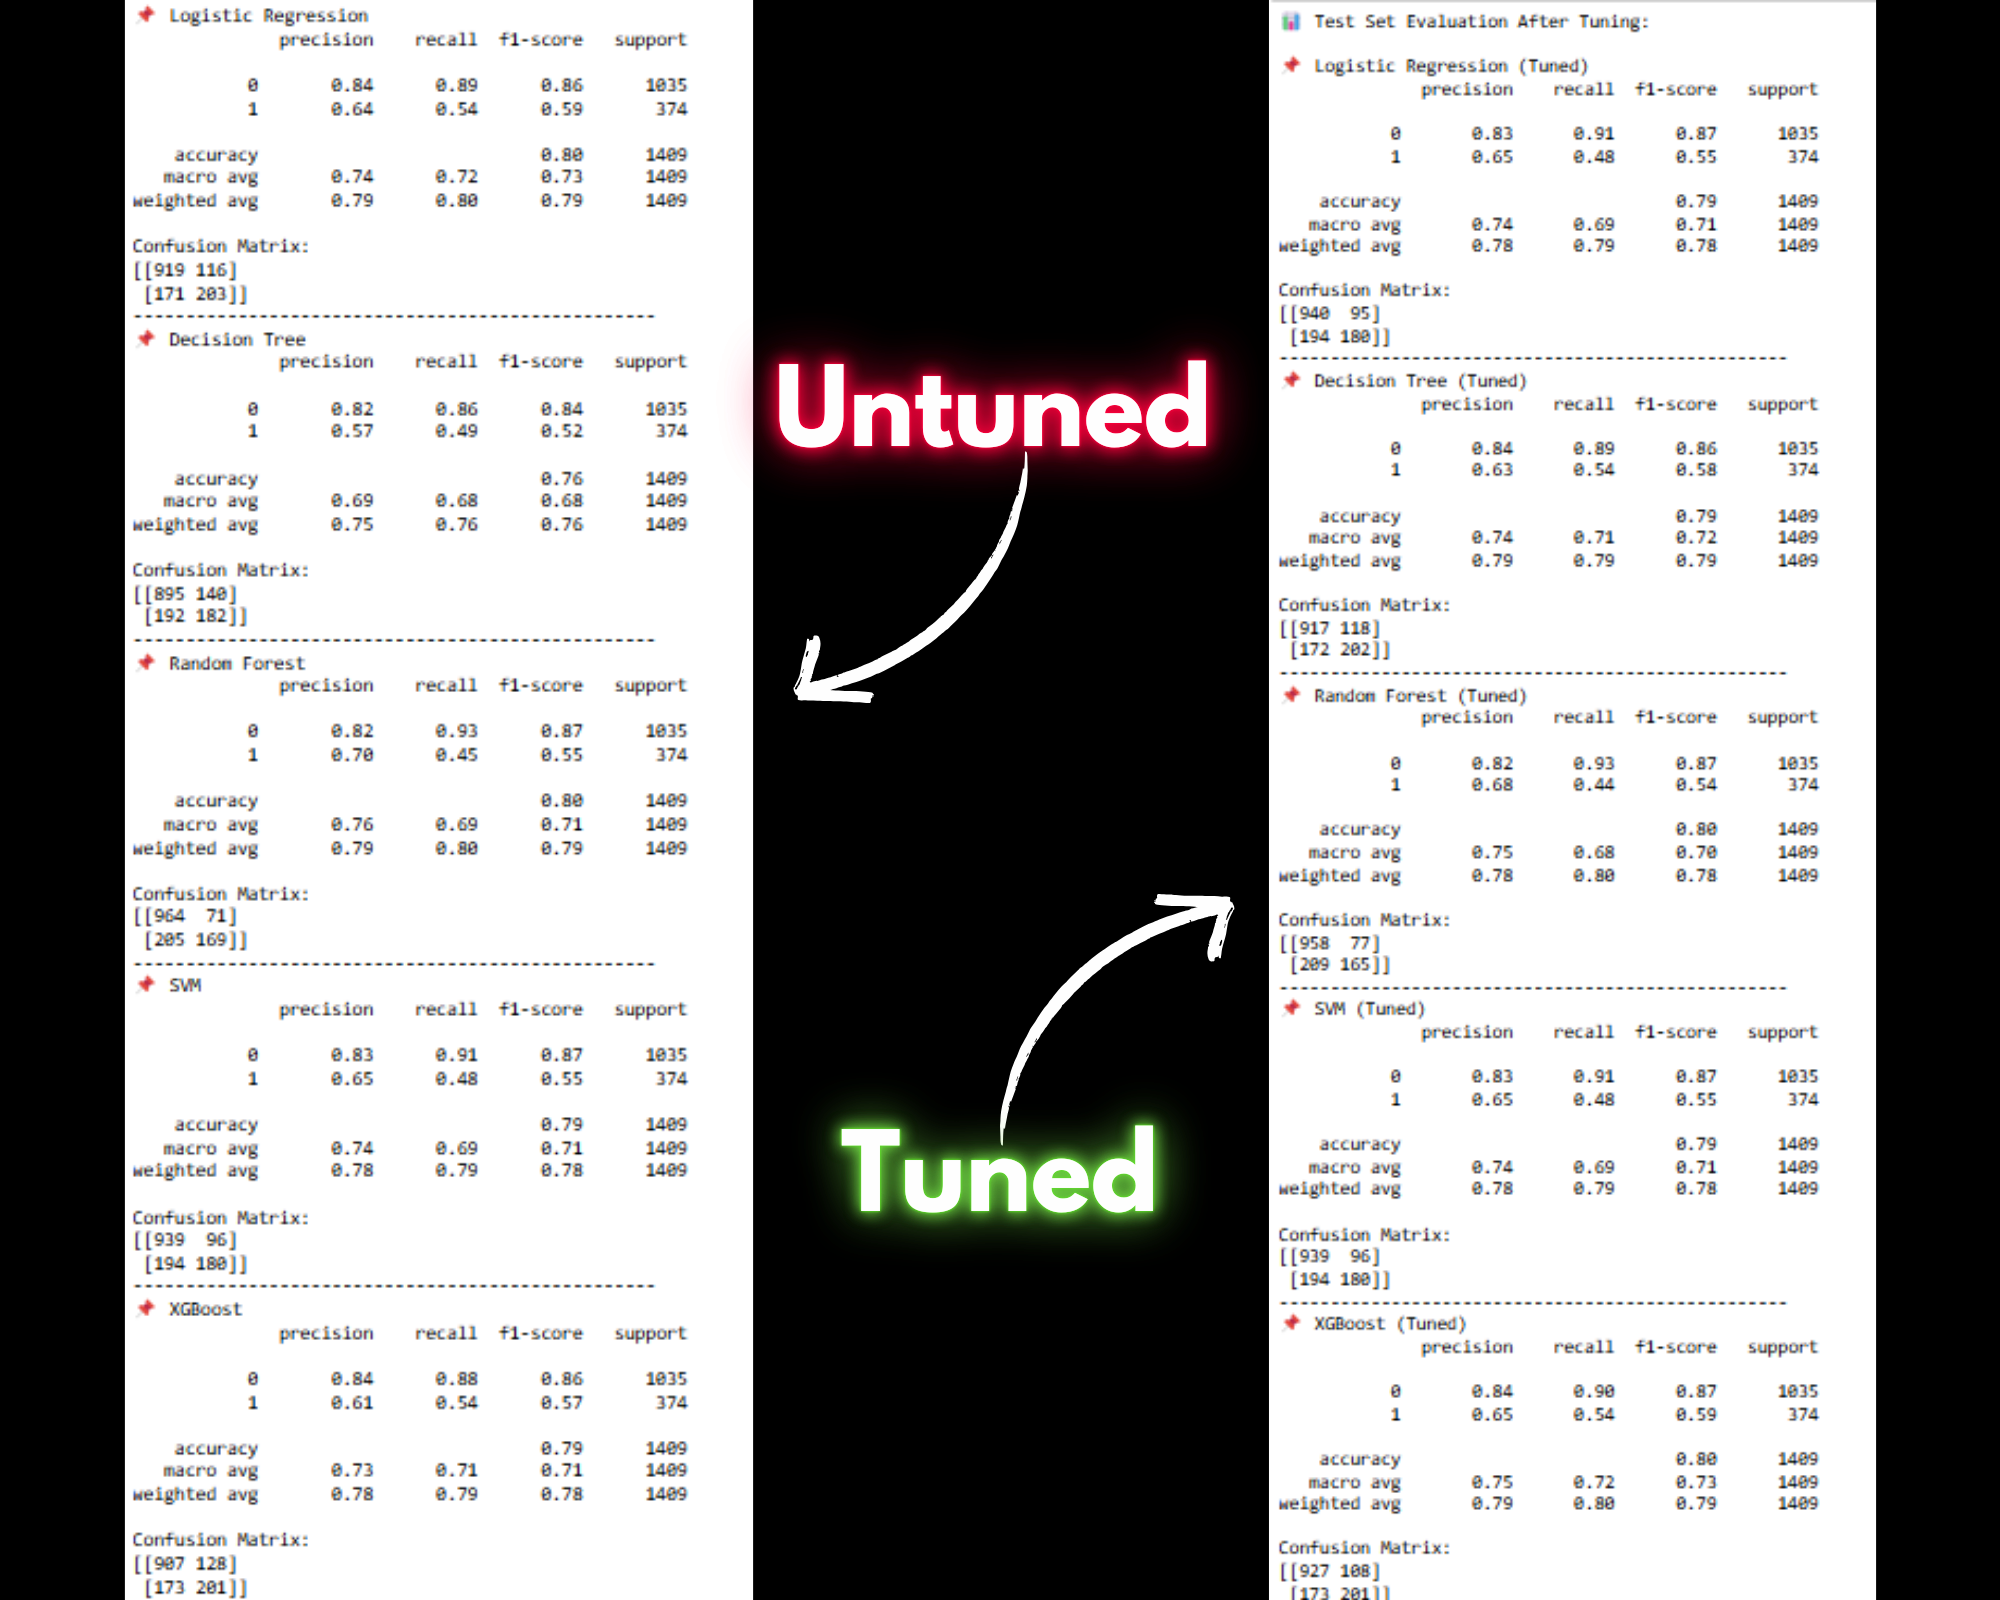 📌 Logistic Regression
precision recall f1-score support
0 0.84 0.89 0.86 1035
1 0.64 0.54 0.59 374
accuracy 0.80 1409
macro avg 0.74 0.72 0.73 1409
weighted avg 0.79 0.80 0.79 1409
Confusion Matrix:
[[919 116]
[171 203]]
--------------------------------------------------
📌 Decision Tree
precision recall f1-score support
0 0.82 0.86 0.84 1035
1 0.57 0.49 0.52 374
accuracy 0.76 1409
macro avg 0.69 0.68 0.68 1409
weighted avg 0.75 0.76 0.76 1409
Confusion Matrix:
[[895 140]
[192 182]]
--------------------------------------------------
📌 Random Forest
precision recall f1-score support
0 0.82 0.93 0.87 1035
1 0.70 0.45 0.55 374
accuracy 0.80 1409
macro avg 0.76 0.69 0.71 1409
weighted avg 0.79 0.80 0.79 1409
Confusion Matrix:
[[964 71]
[205 169]]
--------------------------------------------------
📌 SVM
precision recall f1-score support
0 0.83 0.91 0.87 1035
1 0.65 0.48 0.55 374
accuracy 0.79 1409
macro avg 0.74 0.69 0.71 1409
weighted avg 0.78 0.79 0.78 1409
Confusion Matrix:
[[939 96]
[194 180]]
--------------------------------------------------
📌 XGBoost
precision recall f1-score support
0 0.84 0.88 0.86 1035
1 0.61 0.54 0.57 374
accuracy 0.79 1409
macro avg 0.73 0.71 0.71 1409
weighted avg 0.78 0.79 0.78 1409
Confusion Matrix:
[[907 128]
[173 201]]
Untuned
Tuned
📊 Test Set Evaluation After Tuning:
📌 Logistic Regression (Tuned)
precision recall f1-score support
0 0.83 0.91 0.87 1035
1 0.65 0.48 0.55 374
accuracy 0.79 1409
macro avg 0.74 0.69 0.71 1409
weighted avg 0.78 0.79 0.78 1409
Confusion Matrix:
[[940 95]
[194 180]]
--------------------------------------------------
📌 Decision Tree (Tuned)
precision recall f1-score support
0 0.84 0.89 0.86 1035
1 0.63 0.54 0.58 374
accuracy 0.79 1409
macro avg 0.74 0.71 0.72 1409
weighted avg 0.79 0.79 0.79 1409
Confusion Matrix:
[[917 118]
[172 202]]
--------------------------------------------------
📌 Random Forest (Tuned)
precision recall f1-score support
0 0.82 0.93 0.87 1035
1 0.68 0.44 0.54 374
accuracy 0.80 1409
macro avg 0.75 0.68 0.70 1409
weighted avg 0.78 0.80 0.78 1409
Confusion Matrix:
[[958 77]
[209 165]]
--------------------------------------------------
📌 SVM (Tuned)
precision recall f1-score support
0 0.83 0.91 0.87 1035
1 0.65 0.48 0.55 374
accuracy 0.79 1409
macro avg 0.74 0.69 0.71 1409
weighted avg 0.78 0.79 0.78 1409
Confusion Matrix:
[[939 96]
[194 180]]
--------------------------------------------------
📌 XGBoost (Tuned)
precision recall f1-score support
0 0.84 0.90 0.87 1035
1 0.65 0.54 0.59 374
accuracy 0.80 1409
macro avg 0.75 0.72 0.73 1409
weighted avg 0.79 0.80 0.79 1409
Confusion Matrix:
[[927 108]
[173 201]]